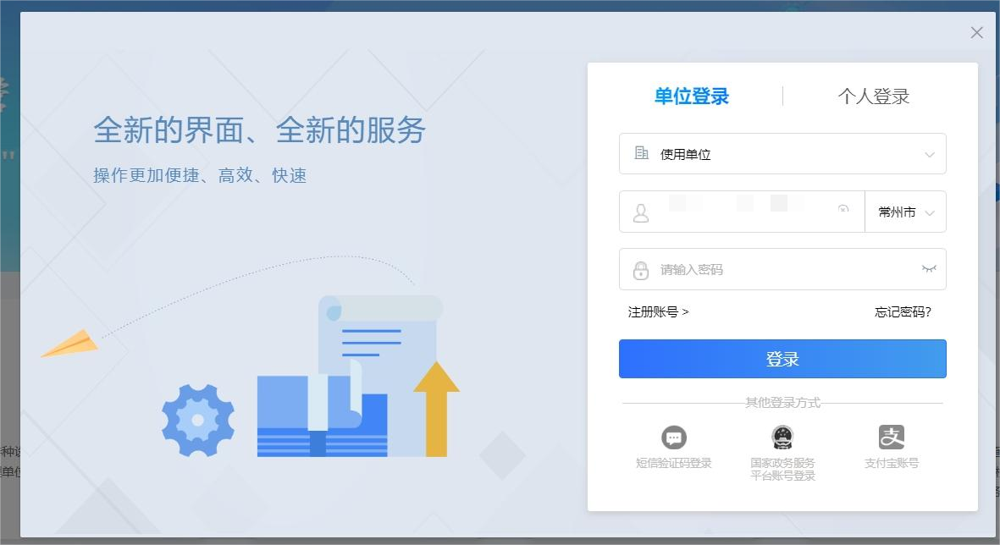 全新的界面、全新的服务
操作更加便捷、高效、快速
单位登录
个人登录
使用单位
常州市
请输入密码
注册账号 >
忘记密码?
登录
其他登录方式
短信验证码登录
国家政务服务
平台账号登录
支付宝账号